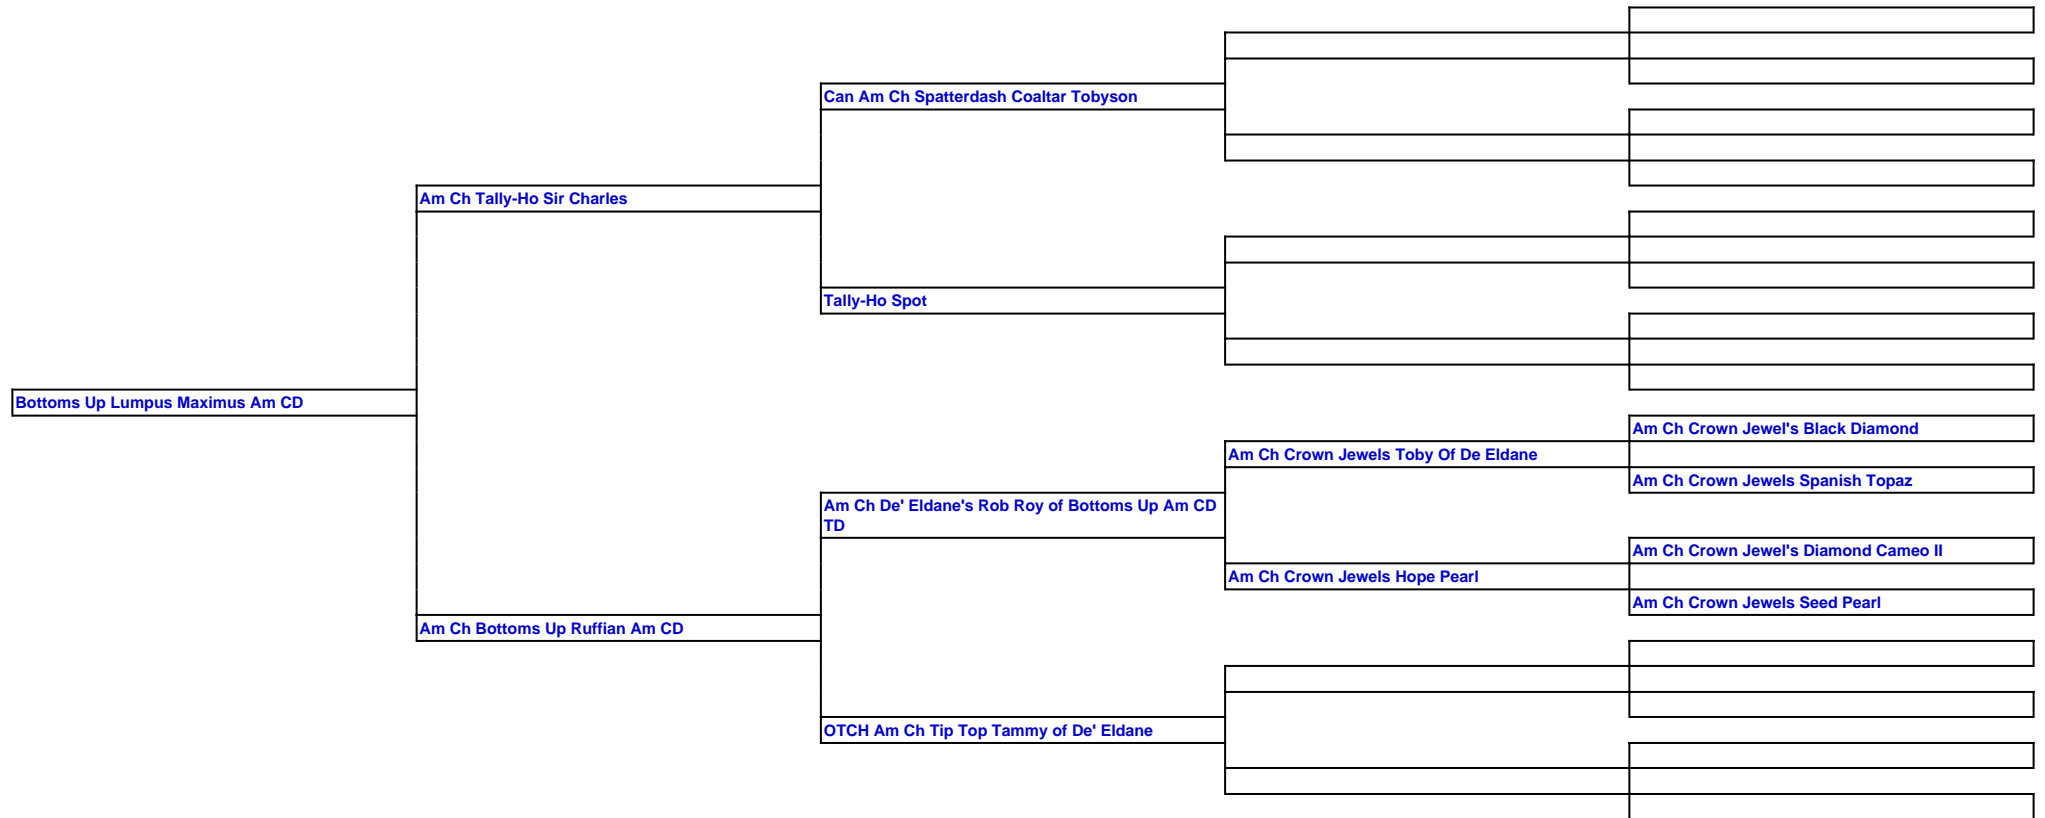 Can Am Ch Spatterdash Coaltar Tobyson
Am Ch Tally-Ho Sir Charles
Tally-Ho Spot
Bottoms Up Lumpus Maximus Am CD
Am Ch Crown Jewel's Black Diamond
Am Ch Crown Jewels Toby Of De Eldane
Am Ch Crown Jewels Spanish Topaz
Am Ch De' Eldane's Rob Roy of Bottoms Up Am CD
TD
Am Ch Crown Jewel's Diamond Cameo II
Am Ch Crown Jewels Hope Pearl
Am Ch Crown Jewels Seed Pearl
Am Ch Bottoms Up Ruffian Am CD
OTCH Am Ch Tip Top Tammy of De' Eldane